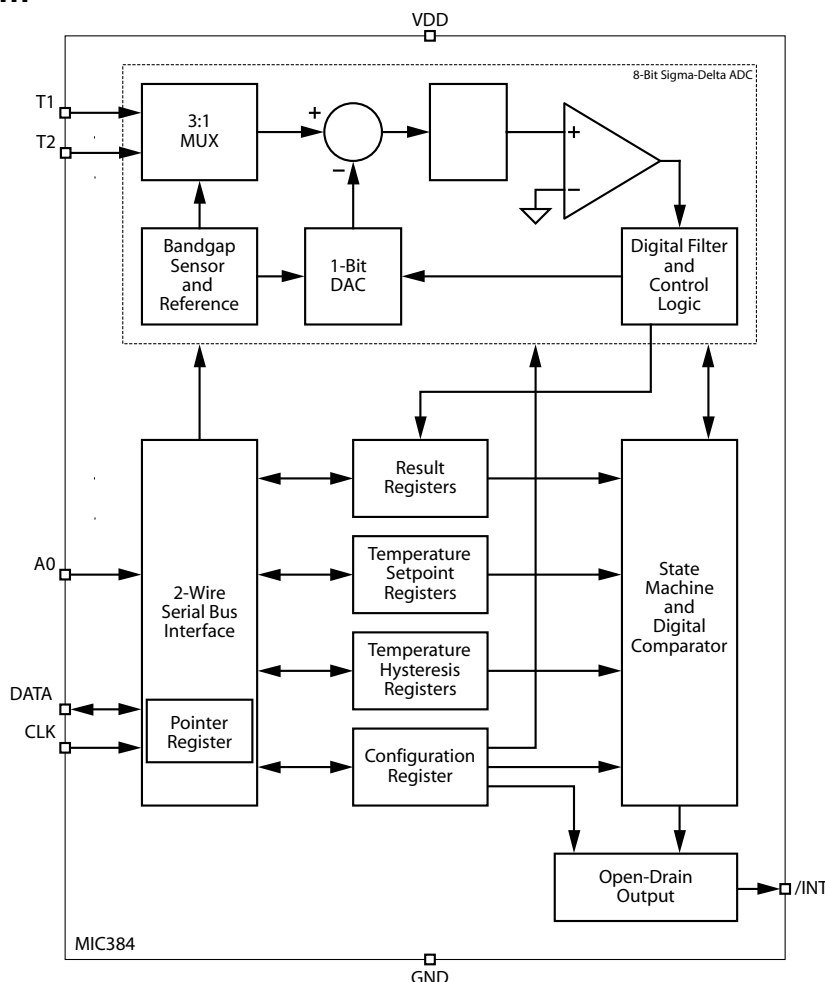 VDD
8-Bit Sigma-Delta ADC
T1
T2
3:1
MUX
+
−
+
−
Bandgap
Sensor
and
Reference
1-Bit
DAC
Digital Filter
and
Control
Logic
Result
Registers
A0
Temperature
Setpoint
Registers
2-Wire
Serial Bus
Interface
State
Machine
and
Digital
Comparator
Temperature
Hysteresis
Registers
DATA
CLK
Pointer
Register
Configuration
Register
Open-Drain
Output
/INT
MIC384
GND